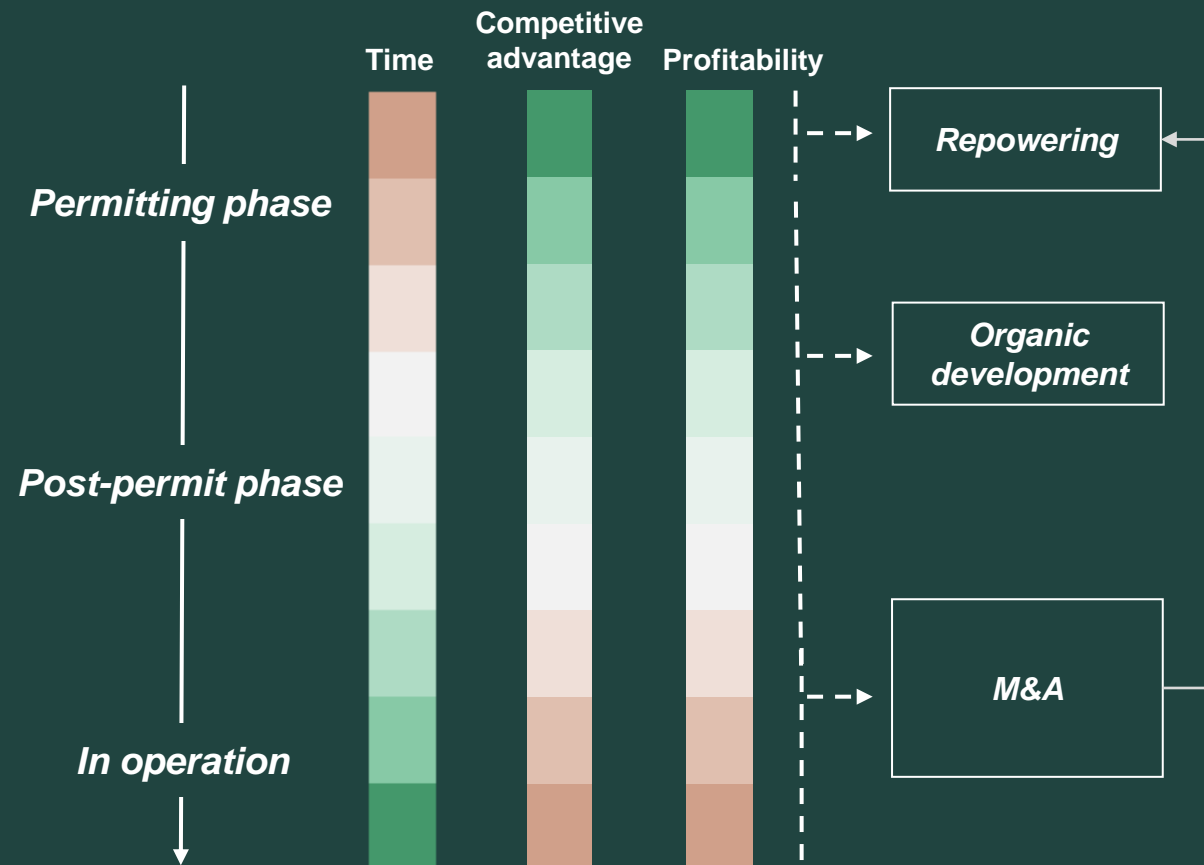 Time
Competitive
advantage
Profitability
Permitting phase
Post-permit phase
In operation
Repowering
Organic
development
M&A